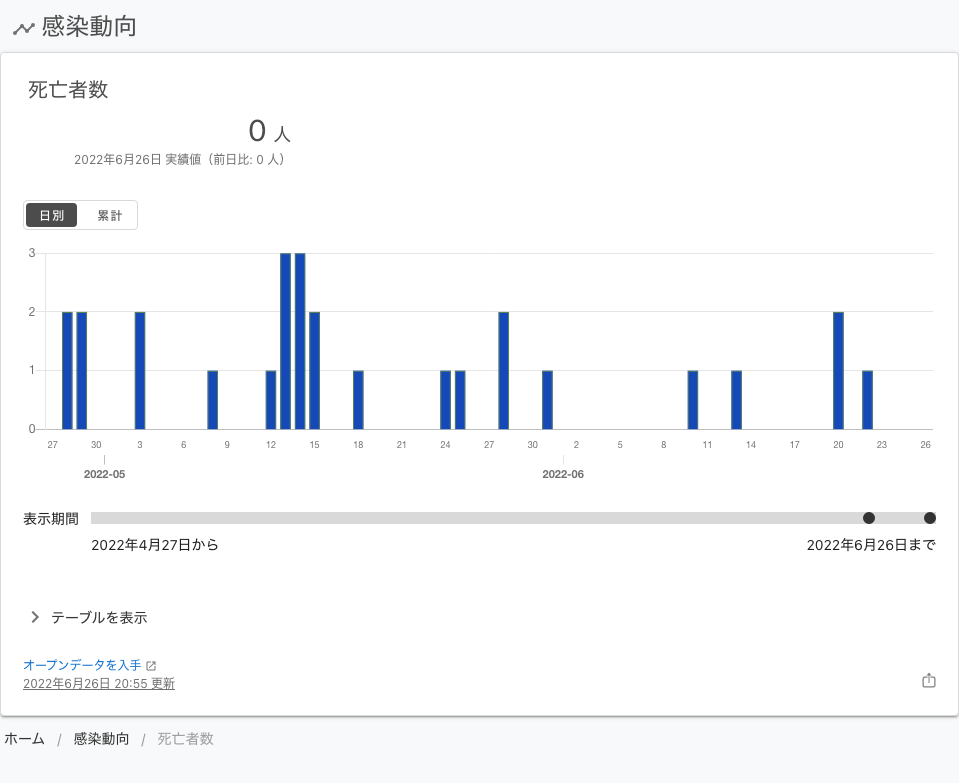 感染動向
死亡者数
0 人
2022年6月26日 実績値（前日比: 0 人）
日別 累計
3
2
1
0
27 30 3 6 9 12 15 18 21 24 27 30 2 5 8 11 14 17 20 23 26
2022-05 2022-06
表示期間
2022年4月27日から 2022年6月26日まで
テーブルを表示
オープンデータを入手
2022年6月26日 20:55 更新
ホーム / 感染動向 / 死亡者数